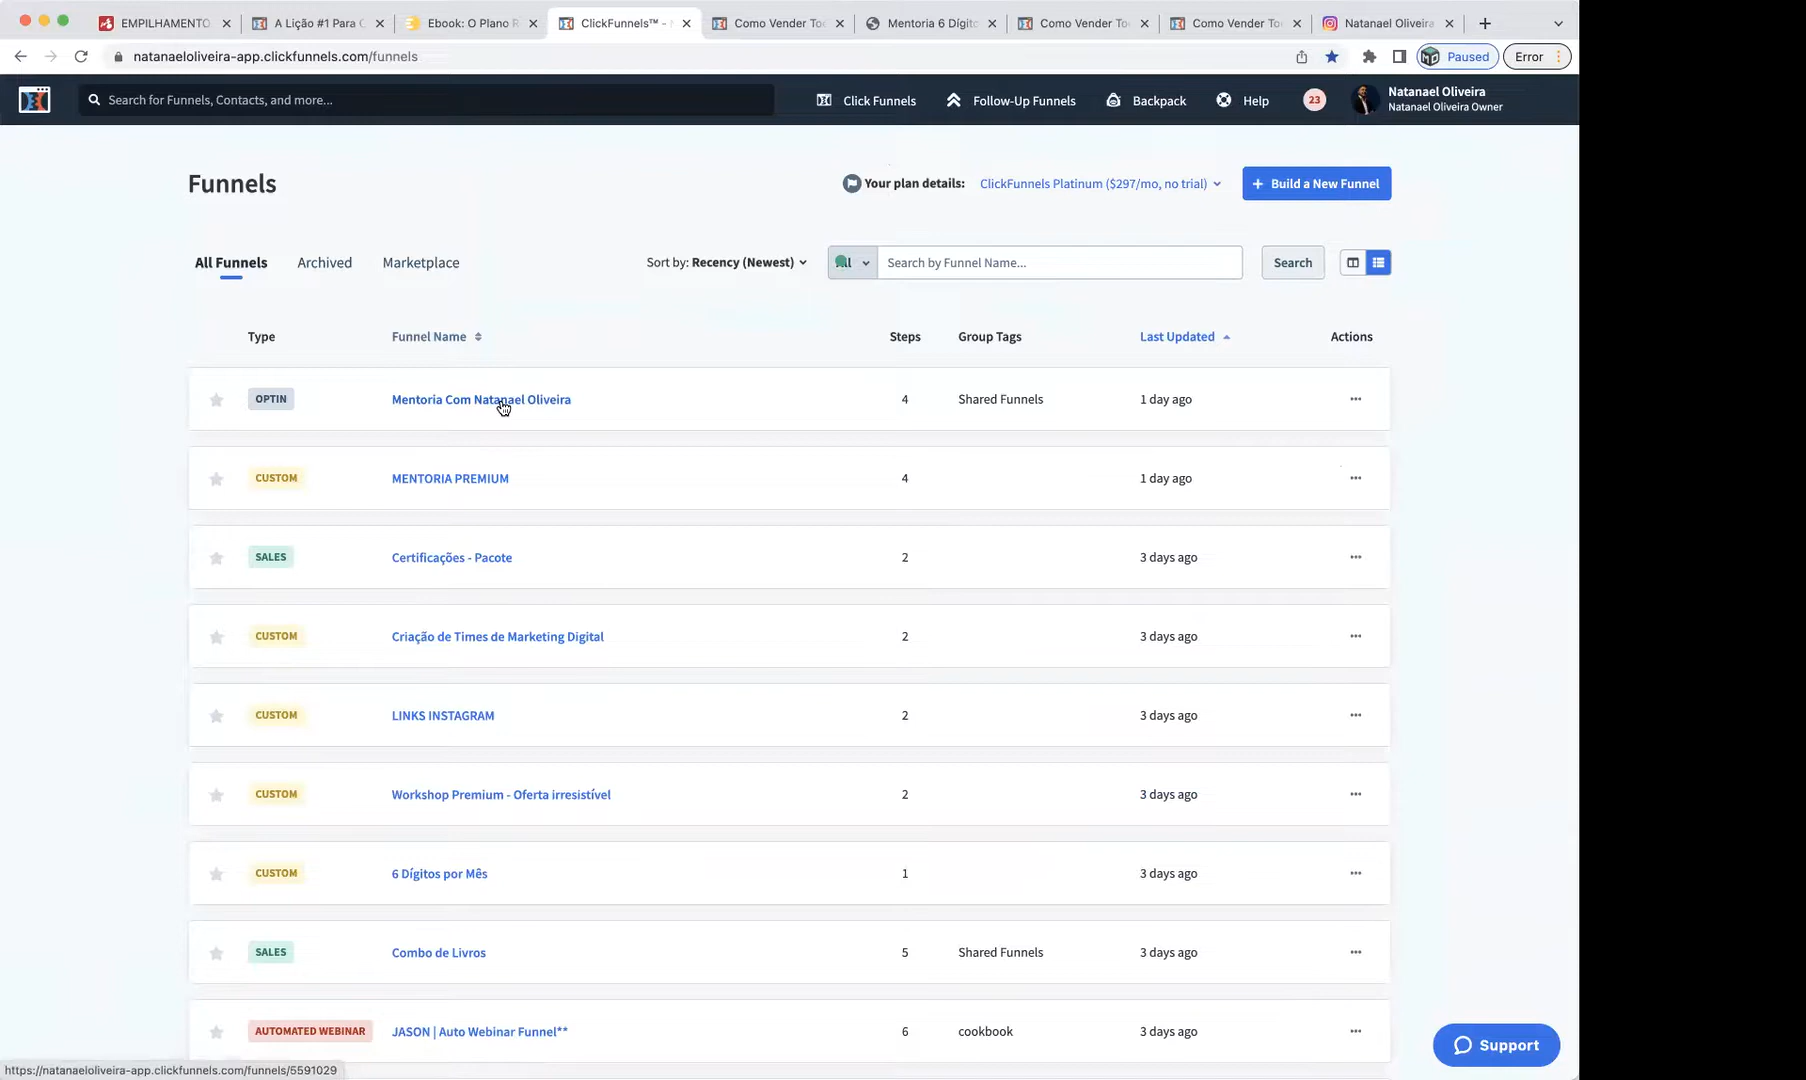 EMPILHAMENTO
A Lição #1 Para C
Ebook: O Plano R
ClickFunnels™ -
Como Vender To
Mentoria 6 Dígit
Como Vender To
Como Vender To
Natanael Oliveira
natanaeloliveira-app.clickfunnels.com/funnels
Paused
Error
Search for Funnels, Contacts, and more...
Click Funnels
Follow-Up Funnels
Backpack
Help
23
Natanael Oliveira
Natanael Oliveira Owner
Funnels
Your plan details: ClickFunnels Platinum ($297/mo, no trial)
+ Build a New Funnel
All Funnels
Archived
Marketplace
Sort by: Recency (Newest)
Search by Funnel Name...
Search
Type Funnel Name Steps Group Tags Last Updated Actions
OPTIN Mentoria Com Natanael Oliveira 4 Shared Funnels 1 day ago
CUSTOM MENTORIA PREMIUM 4 1 day ago
SALES Certificações - Pacote 2 3 days ago
CUSTOM Criação de Times de Marketing Digital 2 3 days ago
CUSTOM LINKS INSTAGRAM 2 3 days ago
CUSTOM Workshop Premium - Oferta irresistível 2 3 days ago
CUSTOM 6 Dígitos por Mês 1 3 days ago
SALES Combo de Livros 5 Shared Funnels 3 days ago
AUTOMATED WEBINAR JASON | Auto Webinar Funnel** 6 cookbook 3 days ago
Support
https://natanaeloliveira-app.clickfunnels.com/funnels/5591029